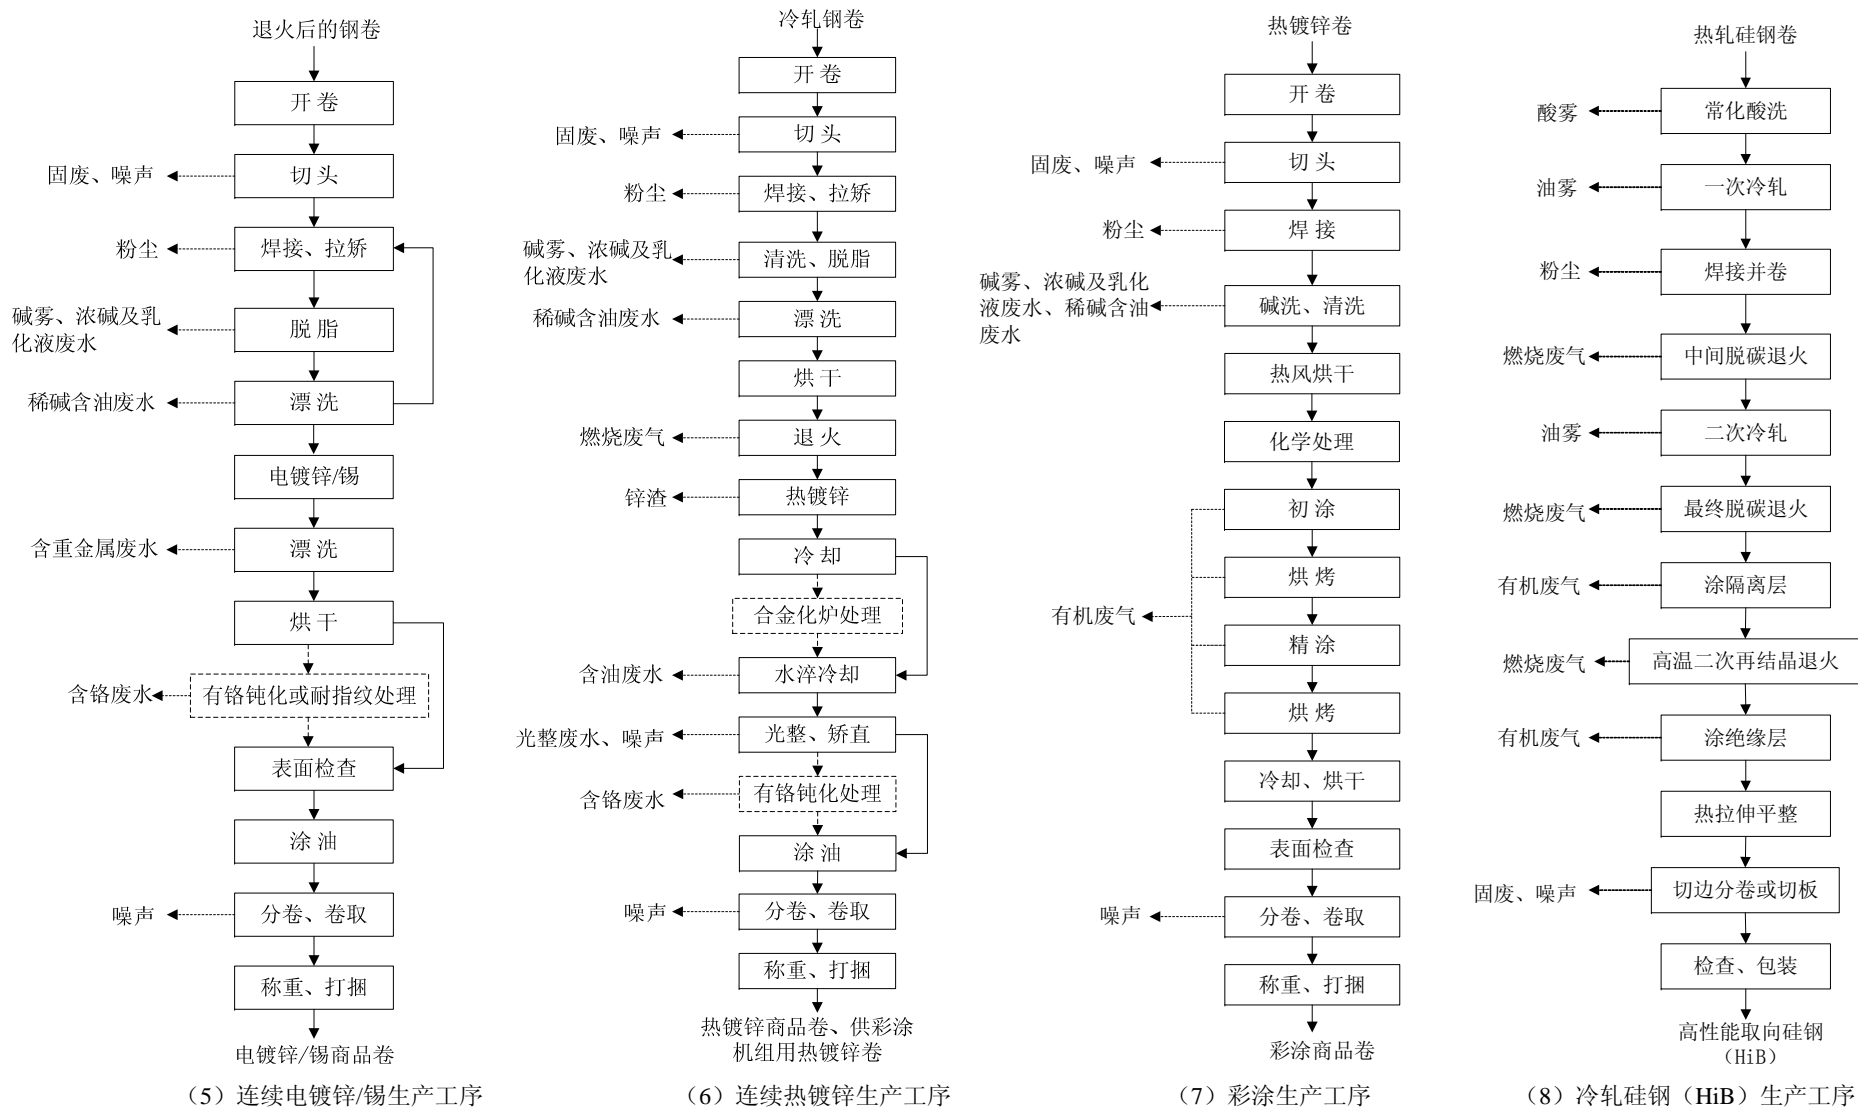 退火后的钢卷
开 卷
固废、噪声
切 头
粉尘
焊接、拉矫
碱雾、浓碱及乳
化液废水
脱 脂
稀碱含油废水
漂 洗
电镀锌/锡
含重金属废水
漂 洗
烘 干
含铬废水
有铬钝化或耐指纹处理
表面检查
涂 油
噪声
分卷、卷取
称重、打捆
电镀锌/锡商品卷
（5）连续电镀锌/锡生产工序
冷轧钢卷
开 卷
固废、噪声
切 头
粉尘
焊接、拉矫
碱雾、浓碱及乳
化液废水
清洗、脱脂
稀碱含油废水
漂 洗
烘 干
燃烧废气
退 火
锌渣
热镀锌
冷 却
合金化炉处理
含油废水
水淬冷却
光整废水、噪声
光整、矫直
含铬废水
有铬钝化处理
涂 油
噪声
分卷、卷取
称重、打捆
热镀锌商品卷、供彩涂
机组用热镀锌卷
（6）连续热镀锌生产工序
热镀锌卷
开 卷
固废、噪声
切 头
粉尘
焊 接
碱雾、浓碱及乳化
液废水、稀碱含油
废水
碱洗、清洗
热风烘干
化学处理
初 涂
烘 烤
有机废气
精 涂
烘 烤
冷却、烘干
表面检查
噪声
分卷、卷取
称重、打捆
彩涂商品卷
（7）彩涂生产工序
热轧硅钢卷
酸雾
常化酸洗
油雾
一次冷轧
粉尘
焊接并卷
燃烧废气
中间脱碳退火
油雾
二次冷轧
燃烧废气
最终脱碳退火
有机废气
涂隔离层
燃烧废气
高温二次再结晶退火
有机废气
涂绝缘层
热拉伸平整
固废、噪声
切边分卷或切板
检查、包装
高性能取向硅钢
（HiB）
（8）冷轧硅钢（HiB）生产工序